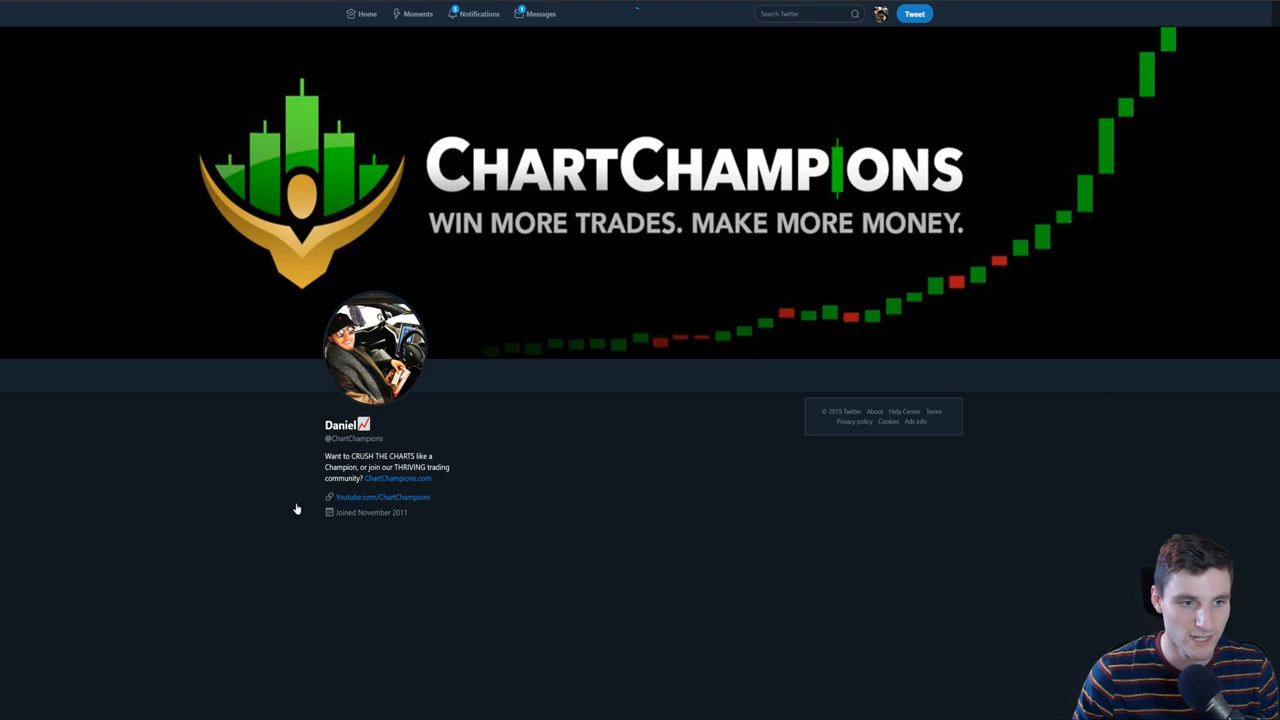 Home
Moments
3
Notifications
1
Messages
Search Twitter
Tweet
CHARTCHAMPIONS
WIN MORE TRADES. MAKE MORE MONEY.
Daniel
@ChartChampions
Want to CRUSH THE CHARTS like a
Champion, or join our THRIVING trading
community? ChartChampions.com
Youtube.com/ChartChampions
Joined November 2011
© 2019 Twitter About Help Center Terms
Privacy policy Cookies Ads info